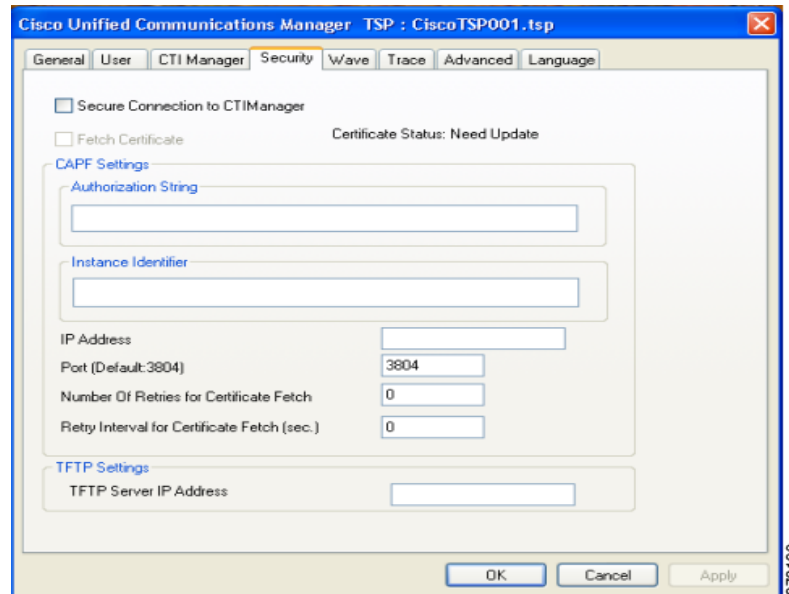 Cisco Unified Communications Manager TSP : CiscoTSP001.tsp
General User CTI Manager Security Wave Trace Advanced Language
Secure Connection to CTIManager
Fetch Certificate Certificate Status: Need Update
CAPF Settings
Authorization String
Instance Identifier
IP Address
Port (Default:3804) 3804
Number Of Retries for Certificate Fetch 0
Retry Interval for Certificate Fetch (sec.) 0
TFTP Settings
TFTP Server IP Address
OK Cancel Apply